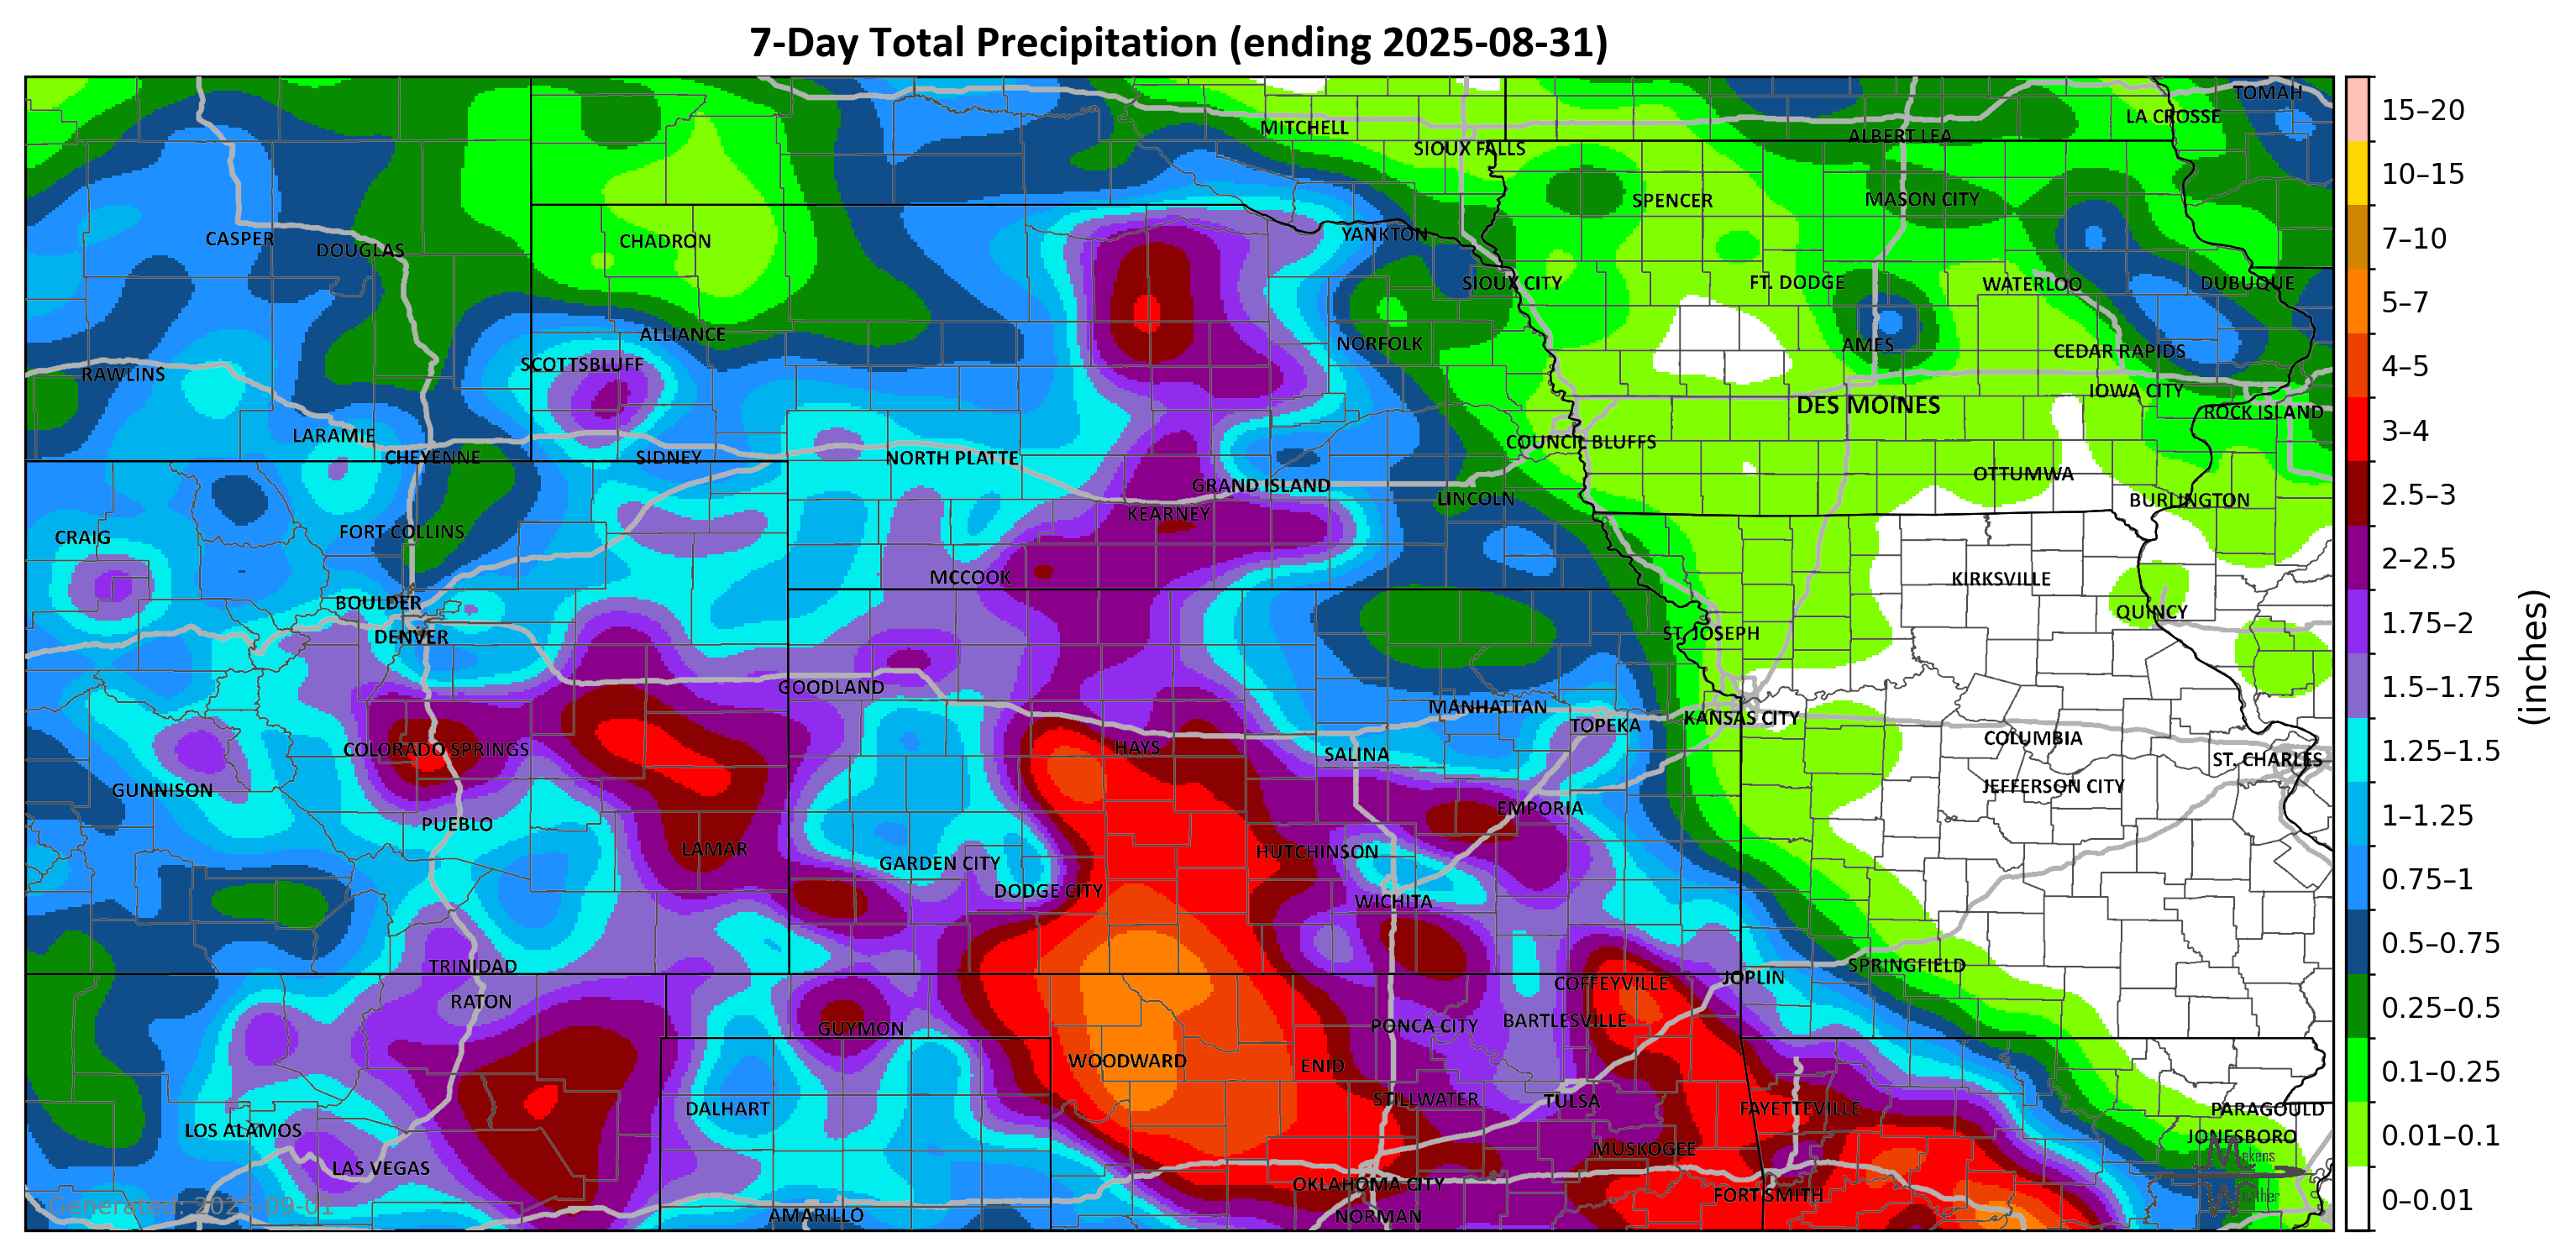 7-Day Total Precipitation (ending 2025-08-31)
TOMAH
LA CROSSE
MITCHELL
ALBERT LEA
SIOUX FALLS
SPENCER
MASON CITY
CASPER
DOUGLAS
CHADRON
YANKTON
SIOUX CITY
FT. DODGE
WATERLOO
DUBUQUE
ALLIANCE
NORFOLK
AMES
CEDAR RAPIDS
SCOTTSBLUFF
RAWLINS
IOWA CITY
DES MOINES
ROCK ISLAND
LARAMIE
COUNCIL BLUFFS
CHEYENNE
SIDNEY
NORTH PLATTE
OTTUMWA
GRAND ISLAND
LINCOLN
BURLINGTON
KEARNEY
FORT COLLINS
CRAIG
MCCOOK
KIRKSVILLE
BOULDER
QUINCY
DENVER
ST. JOSEPH
GOODLAND
MANHATTAN
KANSAS CITY
TOPEKA
COLUMBIA
COLORADO SPRINGS
HAYS
SALINA
ST. CHARLES
GUNNISON
JEFFERSON CITY
EMPORIA
PUEBLO
LAMAR
HUTCHINSON
GARDEN CITY
DODGE CITY
WICHITA
TRINIDAD
SPRINGFIELD
JOPLIN
COFFEYVILLE
RATON
BARTLESVILLE
PONCA CITY
GUYMON
WOODWARD
ENID
STILLWATER
TULSA
DALHART
FAYETTEVILLE
PARAGOULD
LOS ALAMOS
JONESBORO
MUSKOGEE
LAS VEGAS
OKLAHOMA CITY
FORT SMITH
AMARILLO
NORMAN
Generated: 2025-09-01
15–20
10–15
7–10
5–7
4–5
3–4
2.5–3
2–2.5
1.75–2
1.5–1.75
1.25–1.5
1–1.25
0.75–1
0.5–0.75
0.25–0.5
0.1–0.25
0.01–0.1
0–0.01
(inches)